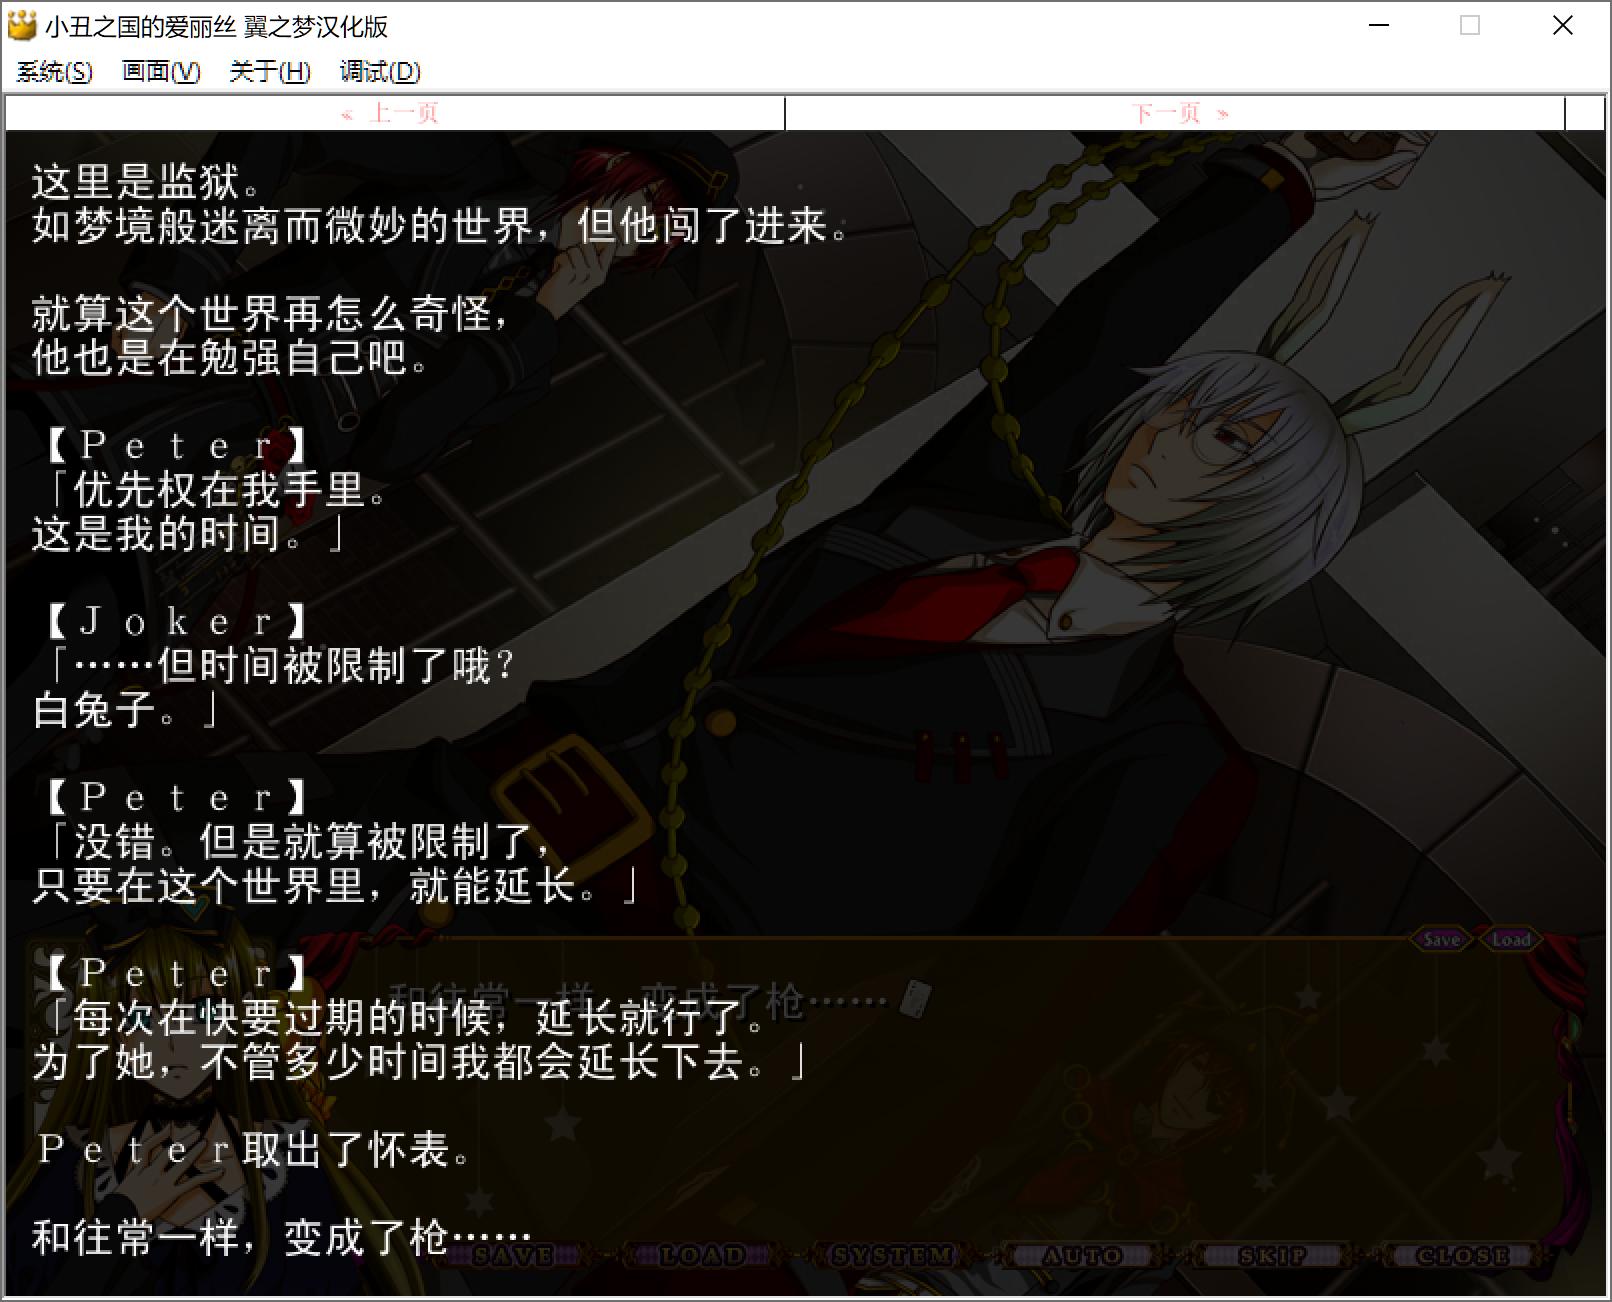 小丑之国的爱丽丝 翼之梦汉化版
系统(S) 画面(V) 关于(H) 调试(D)
« 上一页 下一页 »
这里是监狱。
如梦境般迷离而微妙的世界，但他闯了进来。
就算这个世界再怎么奇怪，
他也是在勉强自己吧。
【Ｐｅｔｅｒ】
「优先权在我手里。
这是我的时间。」
【Ｊｏｋｅｒ】
「……但时间被限制了哦？
白兔子。」
【Ｐｅｔｅｒ】
「没错。但是就算被限制了，
只要在这个世界里，就能延长。」
Save Load
【Ｐｅｔｅｒ】
和往常一样，变成了枪……
「每次在快要过期的时候，延长就行了。
为了她，不管多少时间我都会延长下去。」
Ｐｅｔｅｒ取出了怀表。
和往常一样，变成了枪……
SAVE LOAD SYSTEM AUTO SKIP CLOSE